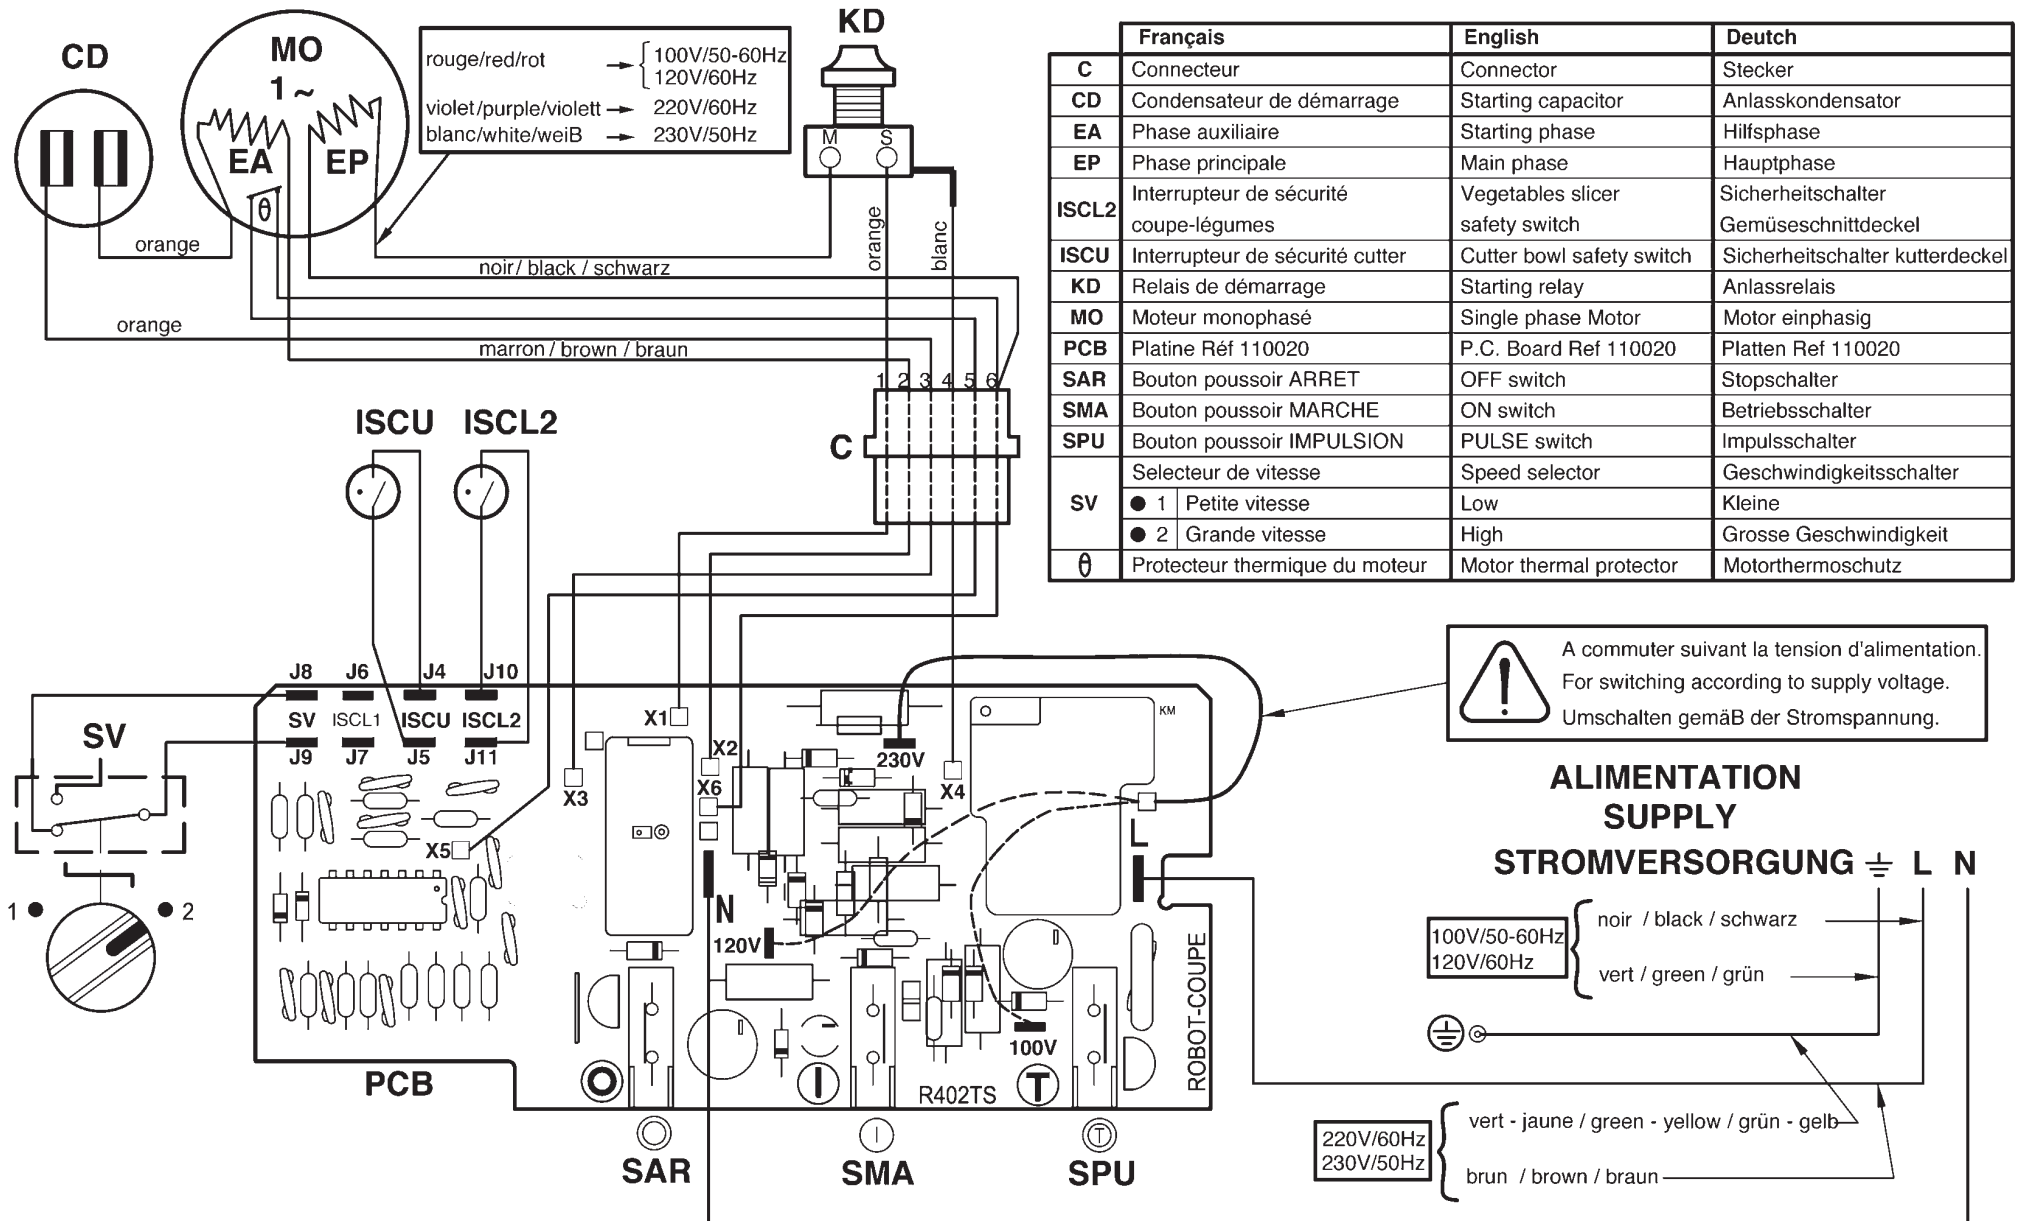 KD
CD
MO
1 ~
EA
EP
θ
rouge/red/rot
100V/50-60Hz
120V/60Hz
violet/purple/violett
220V/60Hz
blanc/white/weiB
230V/50Hz
M
S
orange
noir/ black / schwarz
orange
blanc
orange
marron / brown / braun
1 2 3 4 5 6
C
ISCU
ISCL2
Français English Deutch
C Connecteur Connector Stecker
CD Condensateur de démarrage Starting capacitor Anlasskondensator
EA Phase auxiliaire Starting phase Hilfsphase
EP Phase principale Main phase Hauptphase
ISCL2 Interrupteur de sécurité Vegetables slicer Sicherheitschalter
coupe-légumes safety switch Gemüseschnittdeckel
ISCU Interrupteur de sécurité cutter Cutter bowl safety switch Sicherheitschalter kutterdeckel
KD Relais de démarrage Starting relay Anlassrelais
MO Moteur monophasé Single phase Motor Motor einphasig
PCB Platine Réf 110020 P.C. Board Ref 110020 Platten Ref 110020
SAR Bouton poussoir ARRET OFF switch Stopschalter
SMA Bouton poussoir MARCHE ON switch Betriebsschalter
SPU Bouton poussoir IMPULSION PULSE switch Impulsschalter
SV Selecteur de vitesse Speed selector Geschwindigkeitsschalter
● 1 Petite vitesse Low Kleine
● 2 Grande vitesse High Grosse Geschwindigkeit
θ Protecteur thermique du moteur Motor thermal protector Motorthermoschutz
A commuter suivant la tension d'alimentation.
For switching according to supply voltage.
Umschalten gemäB der Stromspannung.
!
J8 J6 J4 J10
SV ISCL1 ISCU ISCL2
J9 J7 J5 J11
SV
1 ● ● 2
X1
X2
X3
X6
X4
X5
230V
KM
L
N
120V
100V
ROBOT-COUPE
R402TS
O
I
T
PCB
I
T
SAR
SMA
SPU
ALIMENTATION
SUPPLY
STROMVERSORGUNG L N
100V/50-60Hz
120V/60Hz
noir / black / schwarz
vert / green / grün
220V/60Hz
230V/50Hz
vert - jaune / green - yellow / grün - gelb
brun / brown / braun